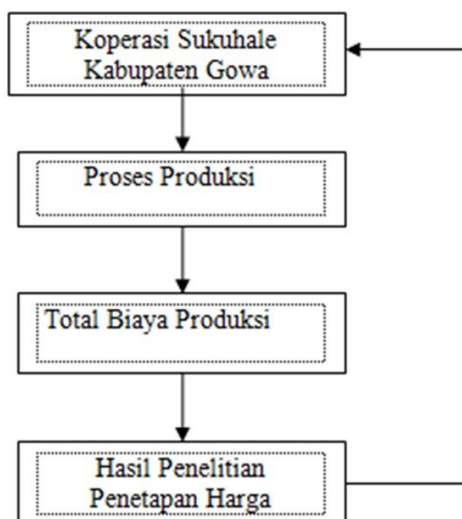 Koperasi Sukuhale
Kabupaten Gowa
Proses Produksi
Total Biaya Produksi
Hasil Penelitian
Penetapan Harga